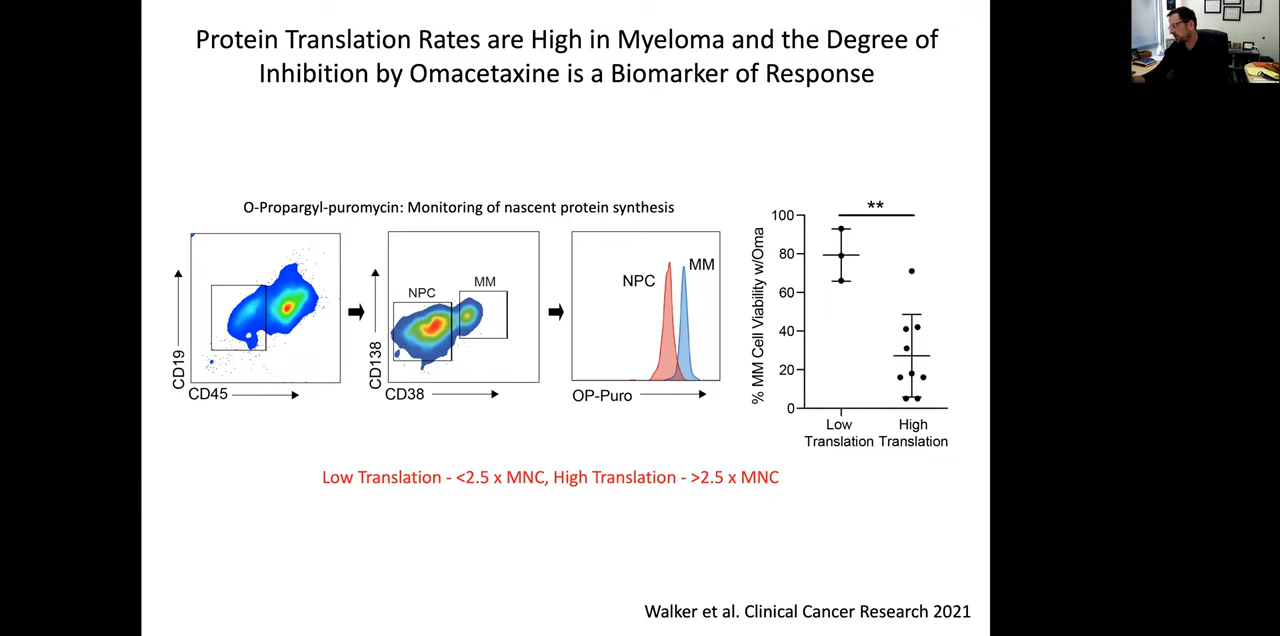 Protein Translation Rates are High in Myeloma and the Degree of
Inhibition by Omacetaxine is a Biomarker of Response
O-Propargyl-puromycin: Monitoring of nascent protein synthesis
CD19
CD45
NPC
MM
CD138
CD38
NPC
MM
OP-Puro
**
% MM Cell Viability w/Oma
100
80
60
40
20
0
Low
Translation
High
Translation
Low Translation - <2.5 x MNC, High Translation - >2.5 x MNC
Walker et al. Clinical Cancer Research 2021